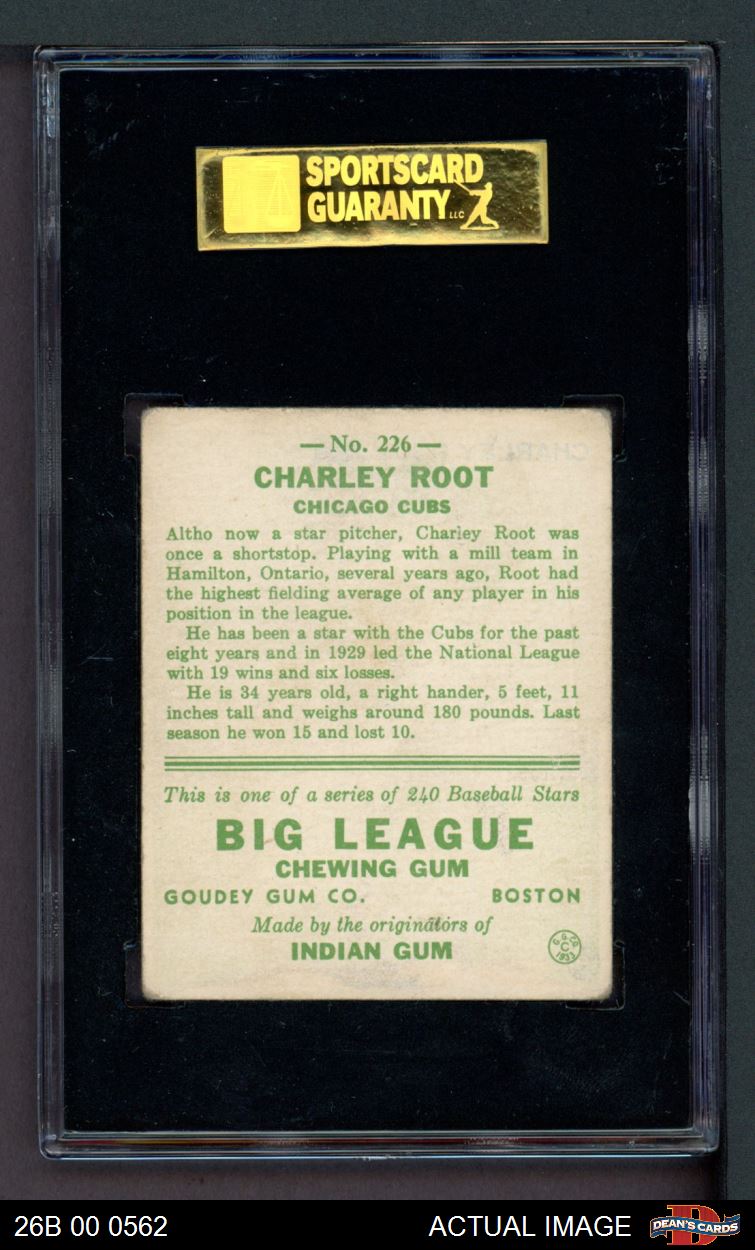 SPORTSCARD
GUARANTY LLC
— No. 226 —
CHARLEY ROOT
CHICAGO CUBS
Altho now a star pitcher, Charley Root was
once a shortstop. Playing with a mill team in
Hamilton, Ontario, several years ago, Root had
the highest fielding average of any player in his
position in the league.
He has been a star with the Cubs for the past
eight years and in 1929 led the National League
with 19 wins and six losses.
He is 34 years old, a right hander, 5 feet, 11
inches tall and weighs around 180 pounds. Last
season he won 15 and lost 10.
This is one of a series of 240 Baseball Stars
BIG LEAGUE
CHEWING GUM
GOUDEY GUM CO. BOSTON
Made by the originators of
INDIAN GUM
G.G.CO.
C
1933
26B 00 0562 ACTUAL IMAGE DEAN'S CARDS